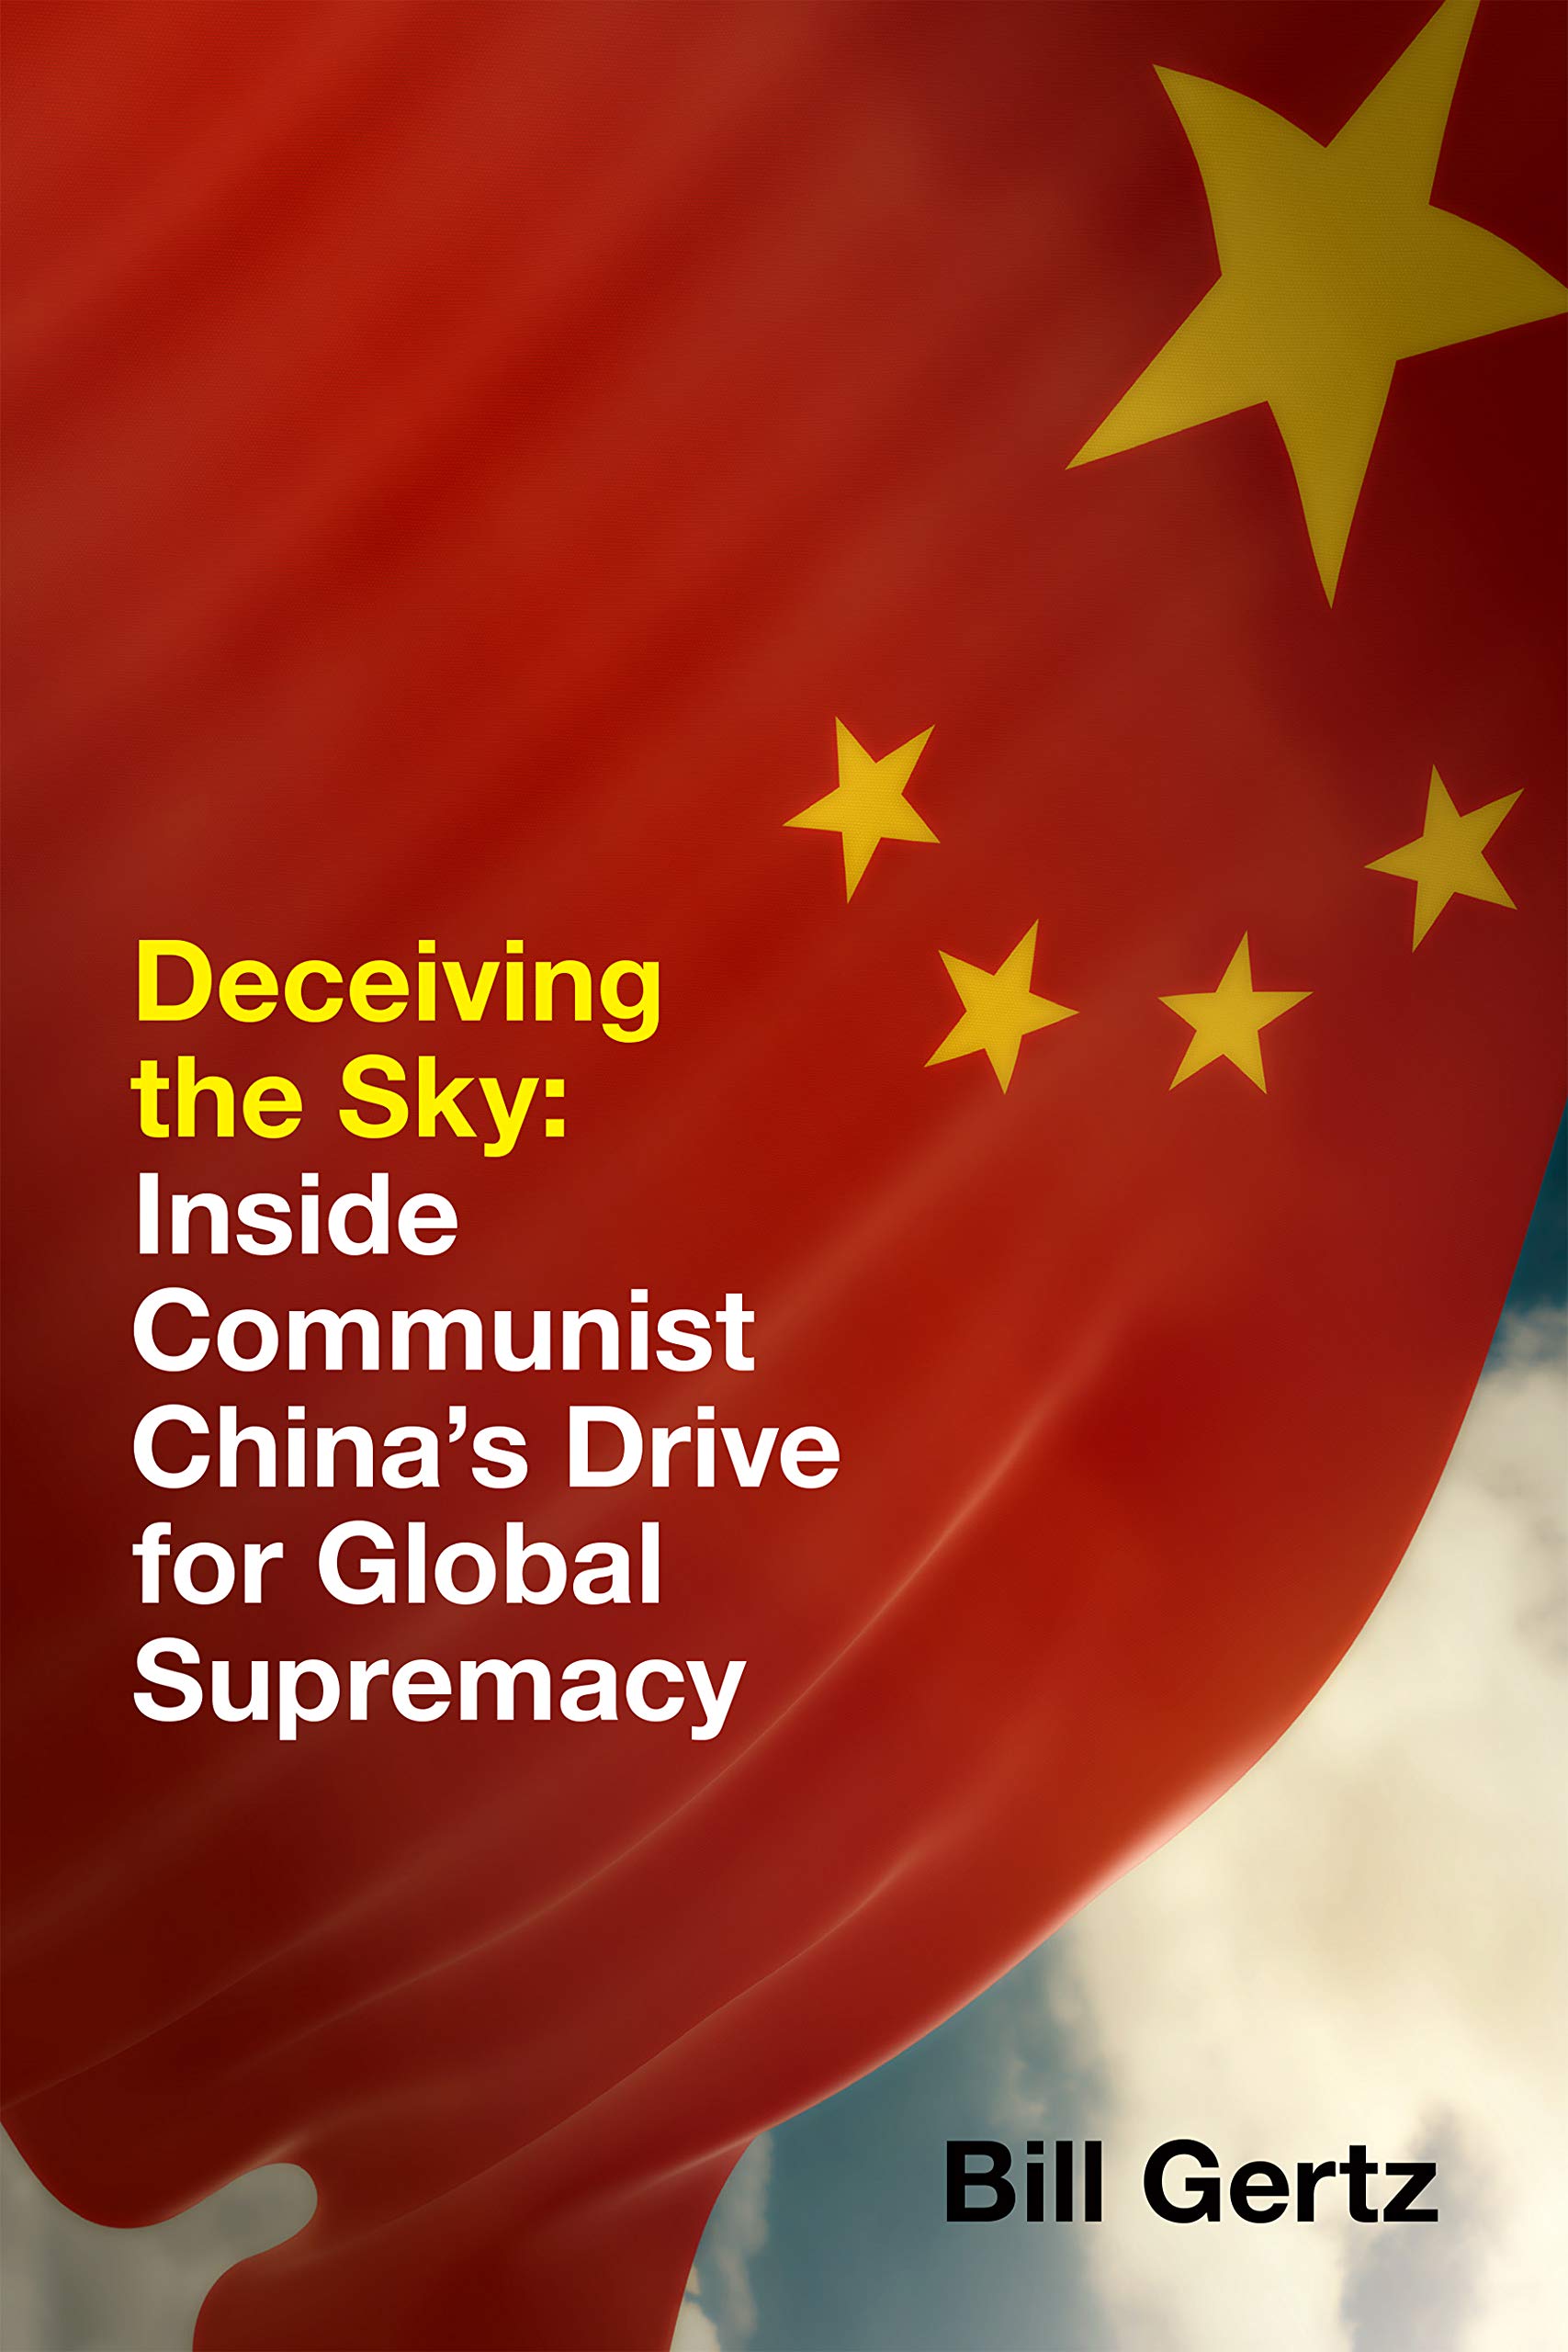 Deceiving
the Sky:
Inside
Communist
China’s Drive
for Global
Supremacy
Bill Gertz